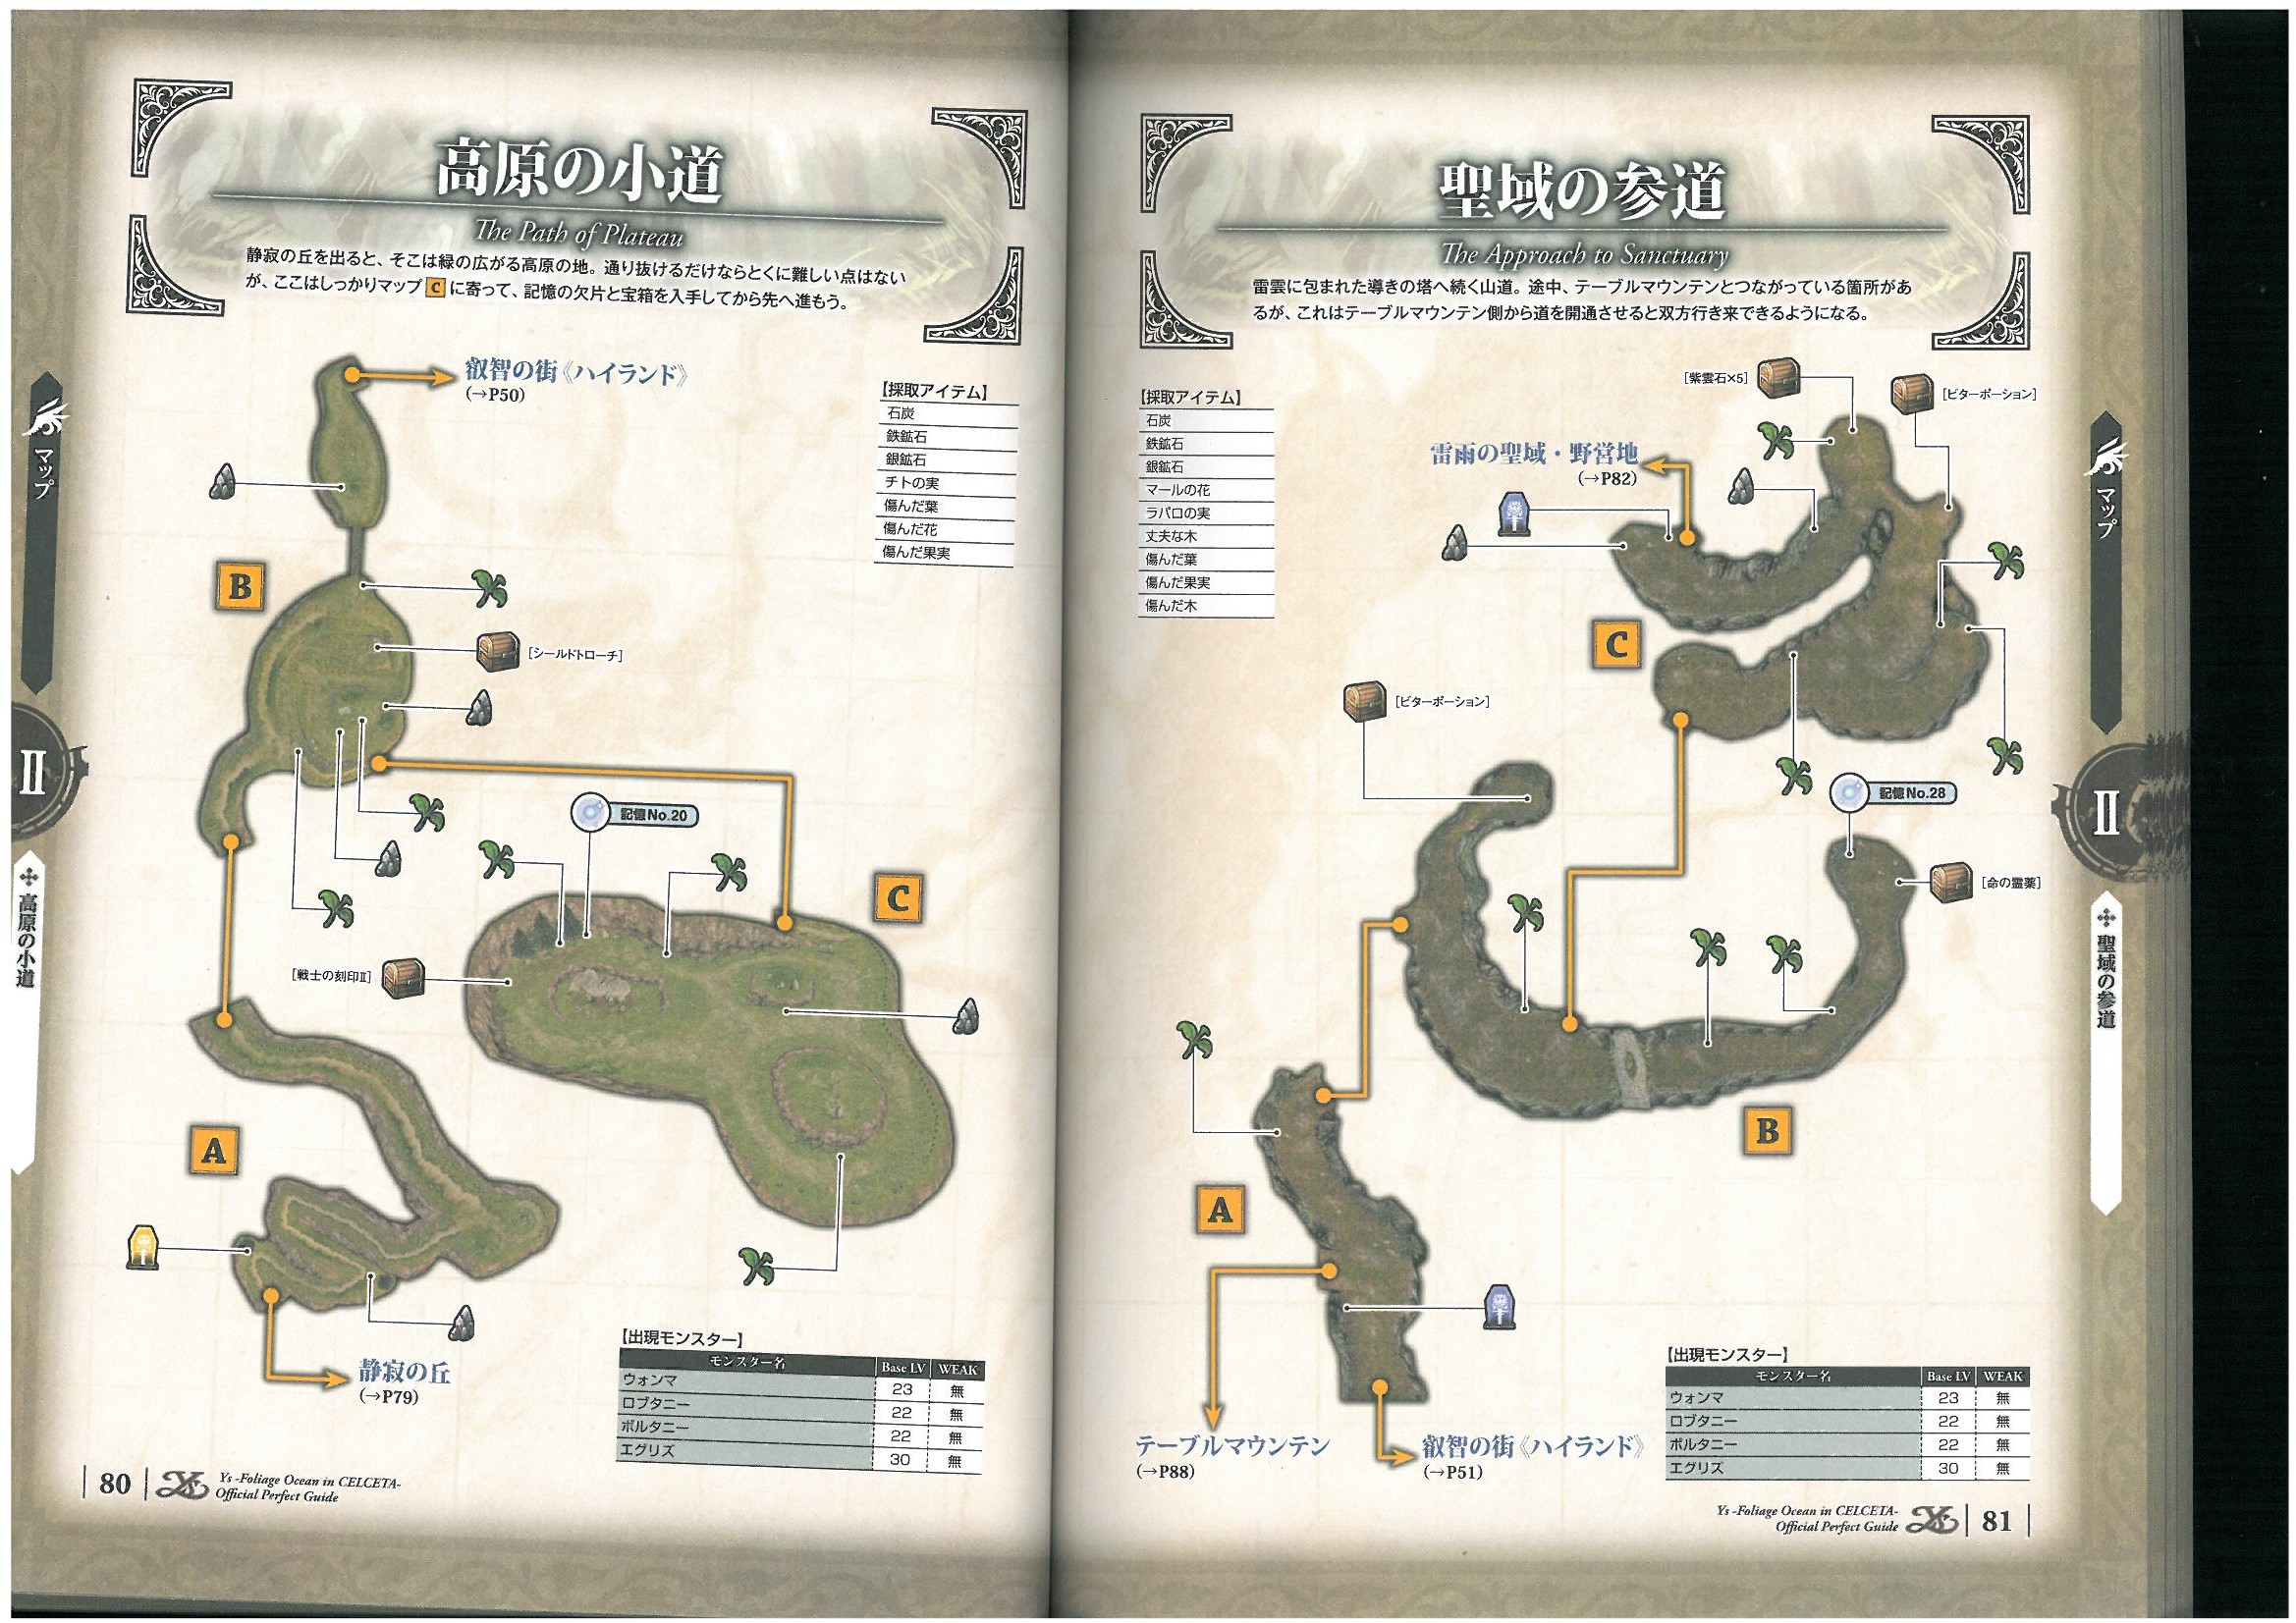 高原の小道
The Path of Plateau
静寂の丘を出ると、そこは緑の広がる高原の地。通り抜けるだけならとくに難しい点はない
が、ここはしっかりマップ C に寄って、記憶の欠片と宝箱を入手してから先へ進もう。
叡智の街《ハイランド》
(→P50)
【採取アイテム】
石炭
鉄鉱石
銀鉱石
チトの実
傷んだ葉
傷んだ花
傷んだ果実
B
[シールドトローチ]
記憶No.20
C
[戦士の刻印Ⅱ]
A
静寂の丘
(→P79)
【出現モンスター】
モンスター名 Base LV WEAK
ウォンマ 23 無
ロブタニー 22 無
ボルタニー 22 無
エグリズ 30 無
マップ
Ⅱ
高原の小道
80
Ys
Ys -Foliage Ocean in CELCETA-
Official Perfect Guide
聖域の参道
The Approach to Sanctuary
雷雲に包まれた導きの塔へ続く山道。途中、テーブルマウンテンとつながっている箇所があ
るが、これはテーブルマウンテン側から道を開通させると双方行き来できるようになる。
【採取アイテム】
石炭
鉄鉱石
銀鉱石
マールの花
ラパロの実
丈夫な木
傷んだ葉
傷んだ果実
傷んだ木
[紫雲石×5]
[ビターポーション]
雷雨の聖域・野営地
(→P82)
C
[ビターポーション]
記憶No.28
[命の霊薬]
B
A
テーブルマウンテン
(→P88)
叡智の街《ハイランド》
(→P51)
【出現モンスター】
モンスター名 Base LV WEAK
ウォンマ 23 無
ロブタニー 22 無
ボルタニー 22 無
エグリズ 30 無
マップ
Ⅱ
聖域の参道
Ys -Foliage Ocean in CELCETA-
Official Perfect Guide
Ys
81